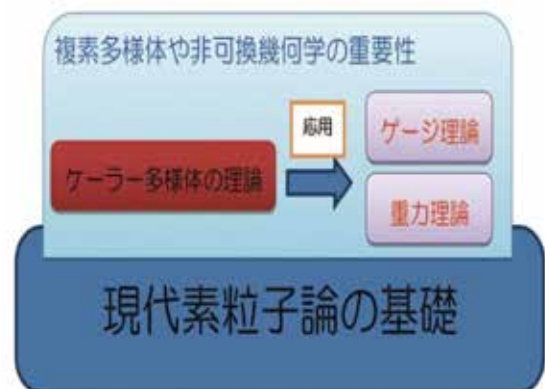 複素多様体や非可換幾何学の重要性
応用
ケーラー多様体の理論
ゲージ理論
重力理論
現代素粒子論の基礎